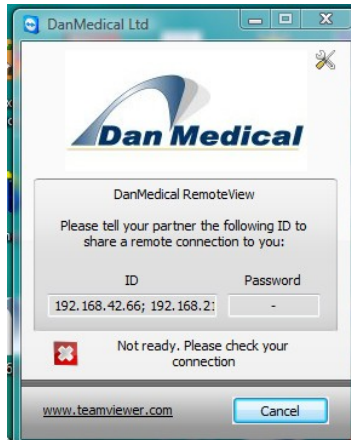 DanMedical Ltd
Dan Medical
DanMedical RemoteView
Please tell your partner the following ID to
share a remote connection to you:
ID Password
192.168.42.66; 192.168.21 -
Not ready. Please check your
connection
www.teamviewer.com Cancel